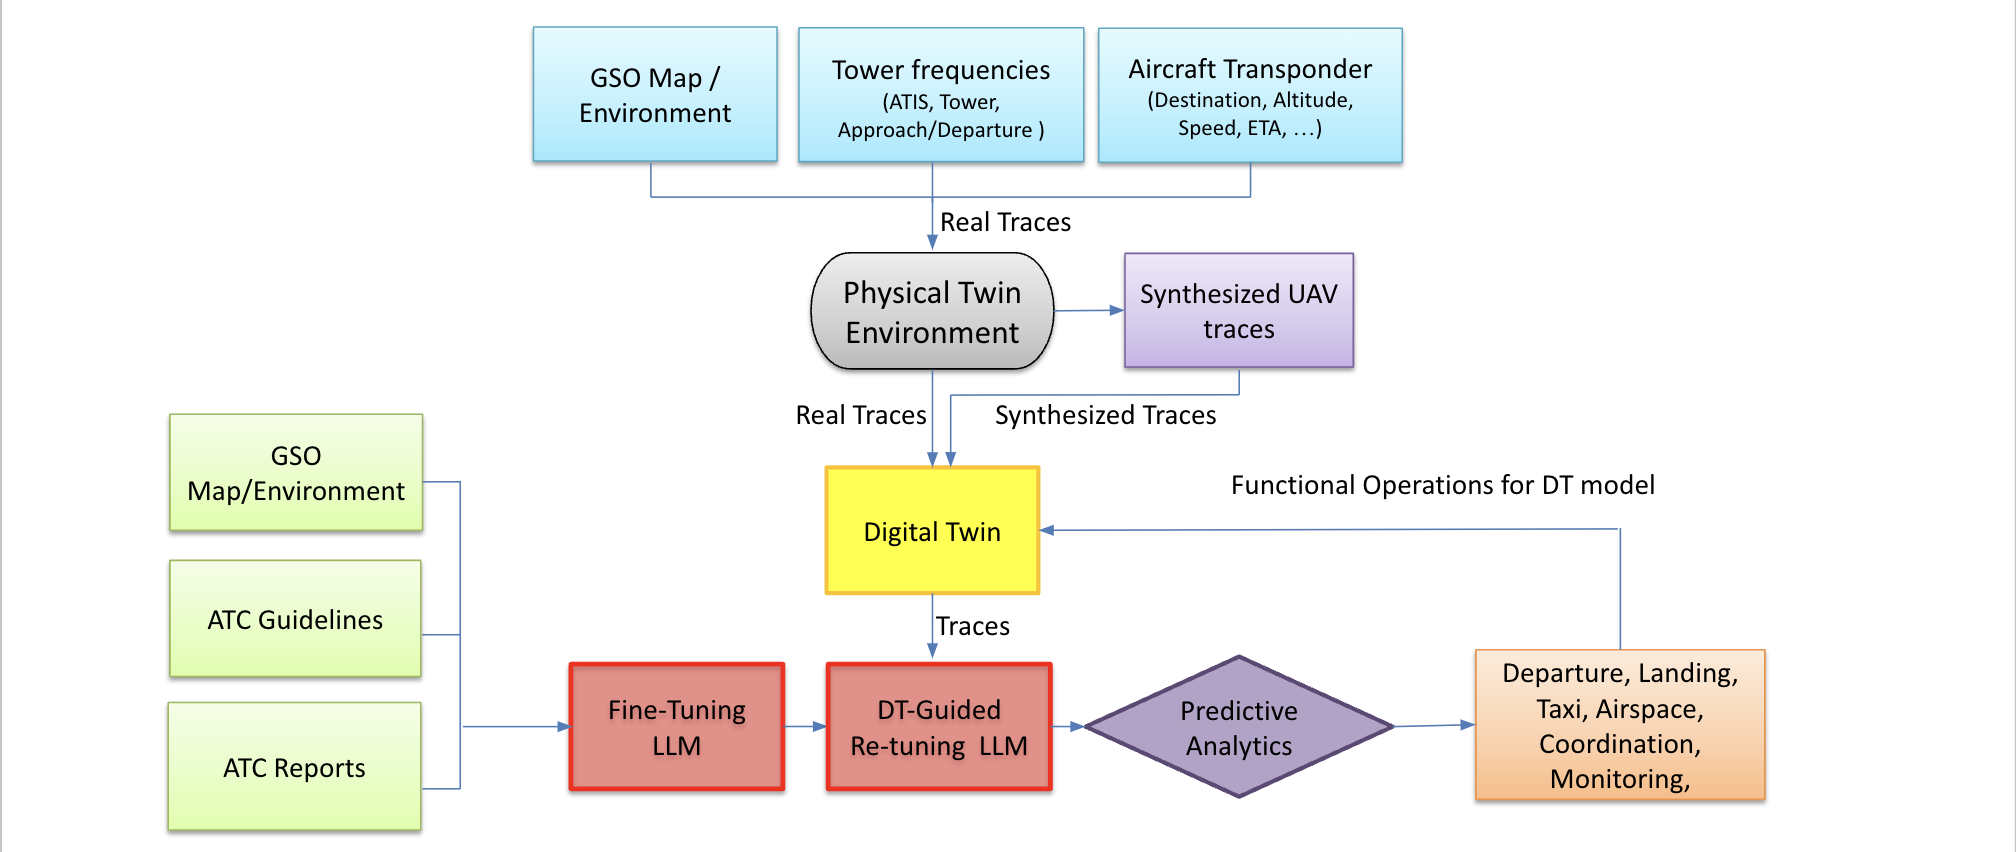 GSO Map /
Environment
Tower frequencies
(ATIS, Tower,
Approach/Departure )
Aircraft Transponder
(Destination, Altitude,
Speed, ETA, ...)
Real Traces
Physical Twin
Environment
Synthesized UAV
traces
Real Traces
Synthesized Traces
GSO
Map/Environment
Functional Operations for DT model
Digital Twin
ATC Guidelines
Traces
ATC Reports
Fine-Tuning
LLM
DT-Guided
Re-tuning LLM
Predictive
Analytics
Departure, Landing,
Taxi, Airspace,
Coordination,
Monitoring,